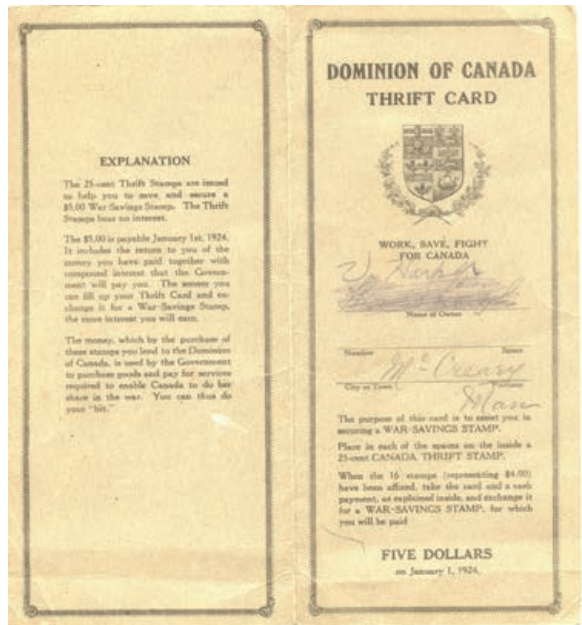 EXPLANATION
The 25-cent Thrift Stamps are issued
to help you to save and secure a
$5.00 War-Savings Stamp. The Thrift
Stamps bear no interest.
The $5.00 is payable January 1st, 1924.
It includes the return to you of the
money you have paid together with
compound interest that the Govern-
ment will pay you. The sooner you
can fill up your Thrift Card and ex-
change it for a War-Savings Stamp,
the more interest you will earn.
The money, which by the purchase of
these stamps you lend to the Dominion
of Canada, is used by the Government
to purchase goods and pay for services
required to enable Canada to do her
share in the war. You can thus do
your "bit."
DOMINION OF CANADA
THRIFT CARD
WORK, SAVE, FIGHT
FOR CANADA
Name of Owner
Number Street
McCreary
City or Town Province
Man
The purpose of this card is to assist you in
securing a WAR-SAVINGS STAMP.
Place in each of the spaces on the inside a
25-cent CANADA THRIFT STAMP.
When the 16 stamps (representing $4.00)
have been affixed, take the card and a cash
payment, as explained inside, and exchange it
for a WAR-SAVINGS STAMP, for which
you will be paid
FIVE DOLLARS
on January 1, 1924.